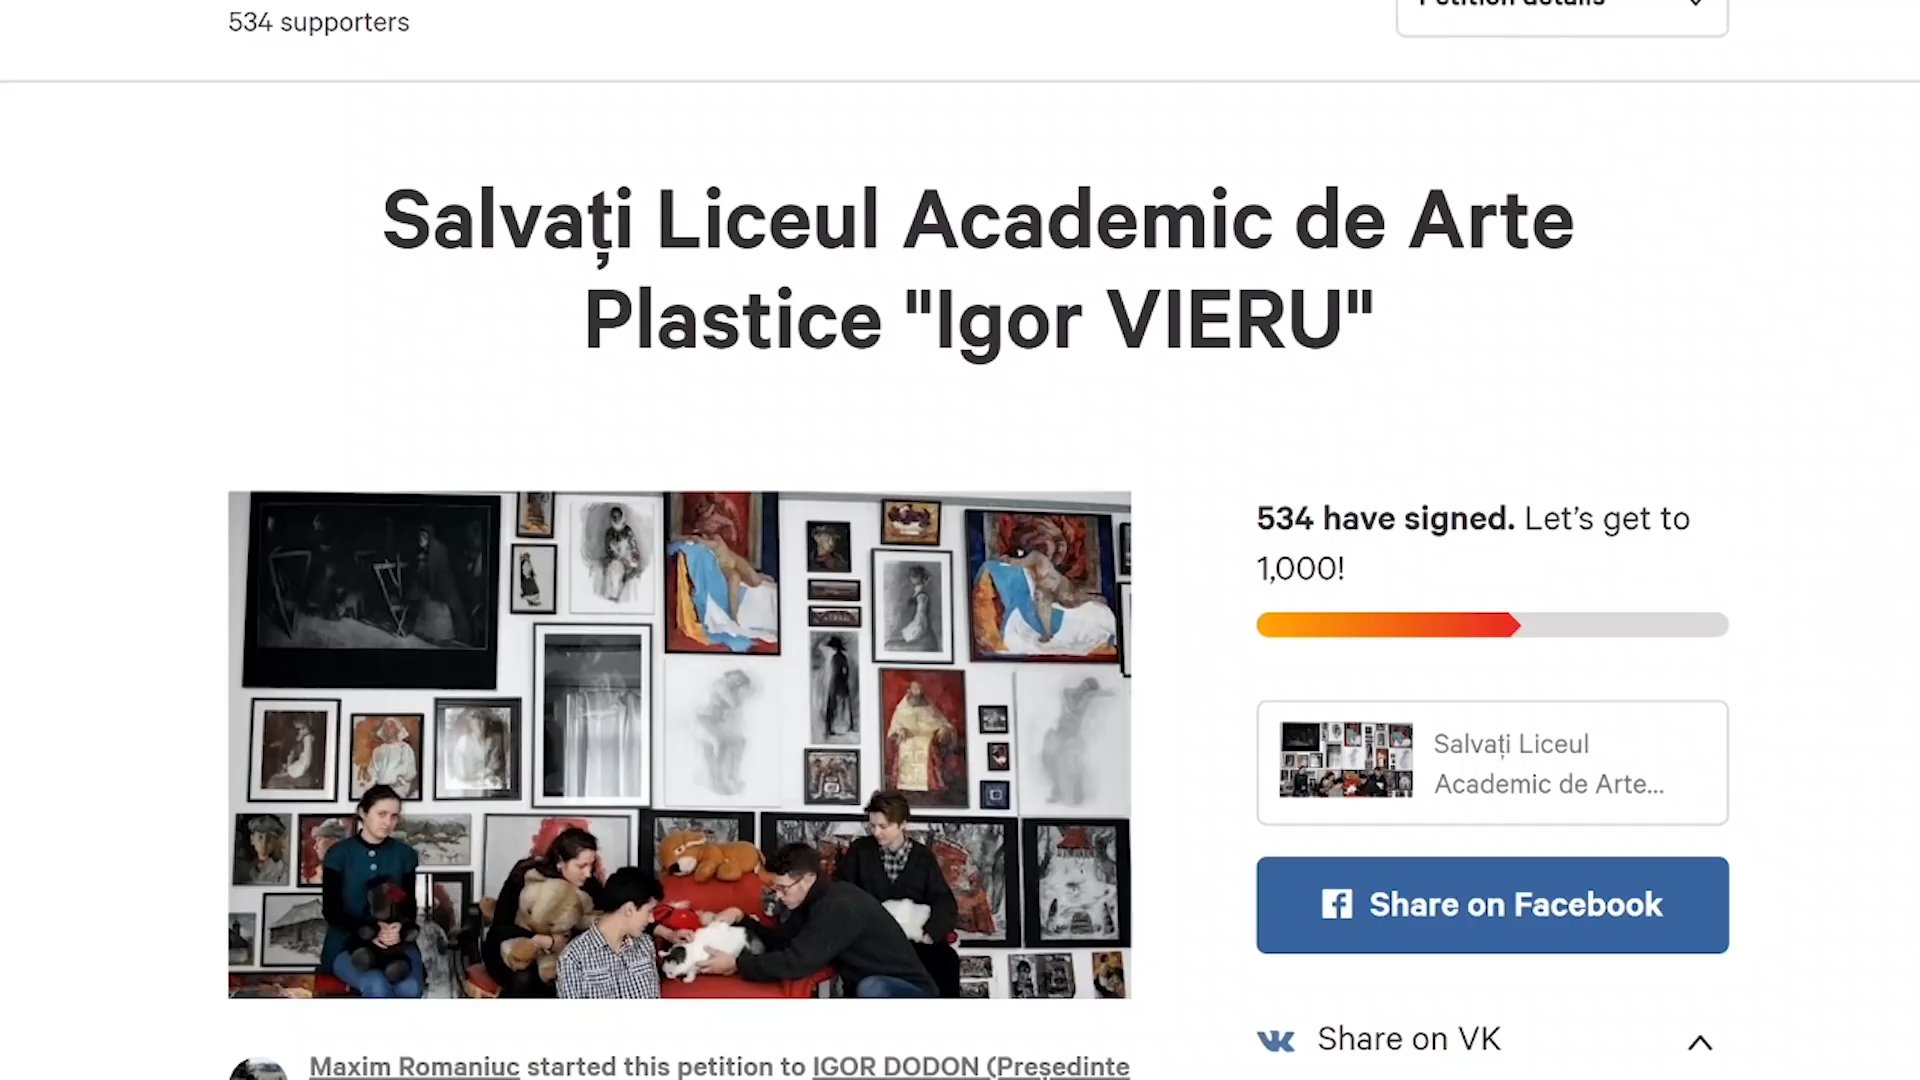 534 supporters
Petition details
Salvați Liceul Academic de Arte
Plastice "Igor VIERU"
534 have signed. Let's get to
1,000!
Salvați Liceul
Academic de Arte...
Share on Facebook
Share on VK
Maxim Romaniuc started this petition to IGOR DODON (Președinte